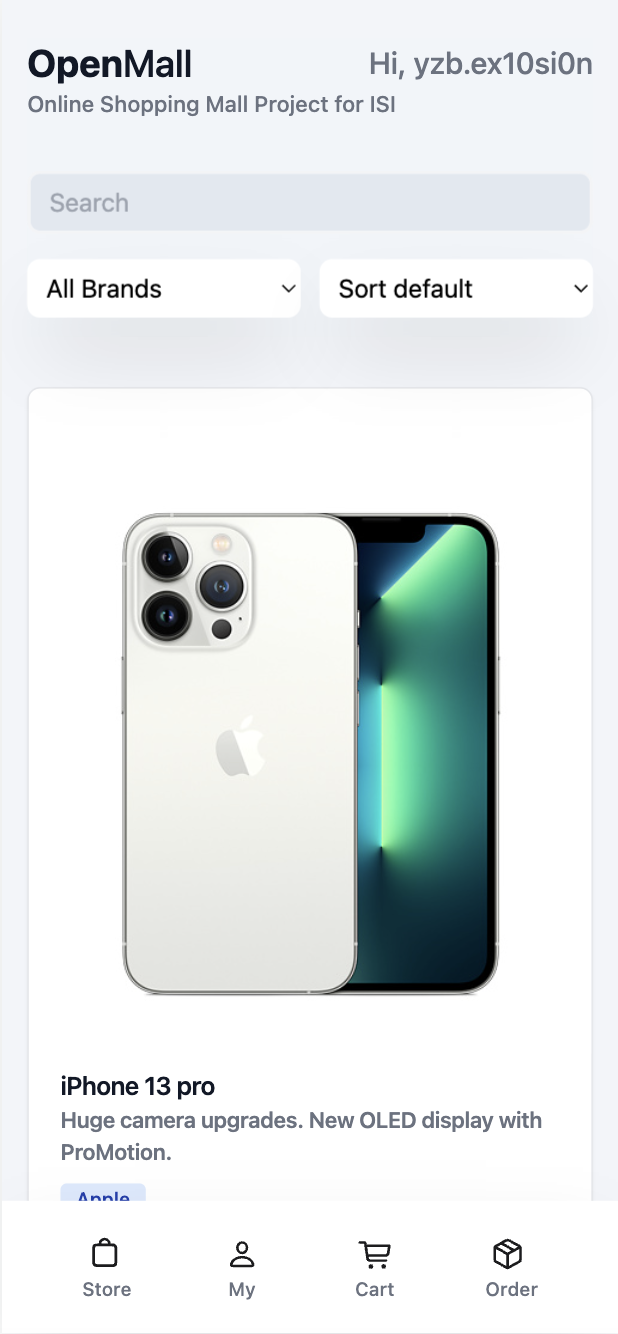 OpenMall
Hi, yzb.ex10si0n
Online Shopping Mall Project for ISI
Search
All Brands
Sort default
iPhone 13 pro
Huge camera upgrades. New OLED display with
ProMotion.
Apple
Store
My
Cart
Order